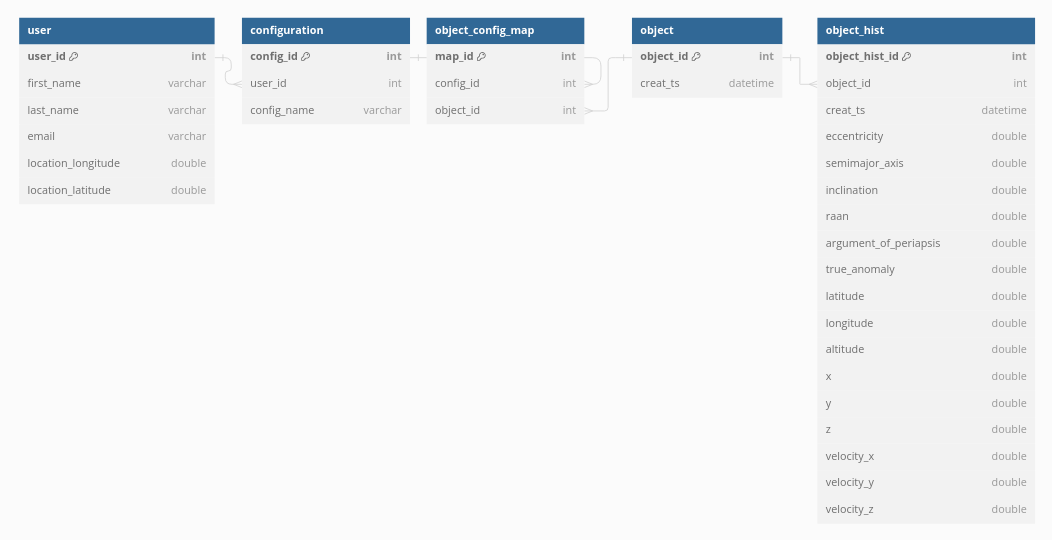 user
user_id int
first_name varchar
last_name varchar
email varchar
location_longitude double
location_latitude double
configuration
config_id int
user_id int
config_name varchar
object_config_map
map_id int
config_id int
object_id int
object
object_id int
creat_ts datetime
object_hist
object_hist_id int
object_id int
creat_ts datetime
eccentricity double
semimajor_axis double
inclination double
raan double
argument_of_periapsis double
true_anomaly double
latitude double
longitude double
altitude double
x double
y double
z double
velocity_x double
velocity_y double
velocity_z double